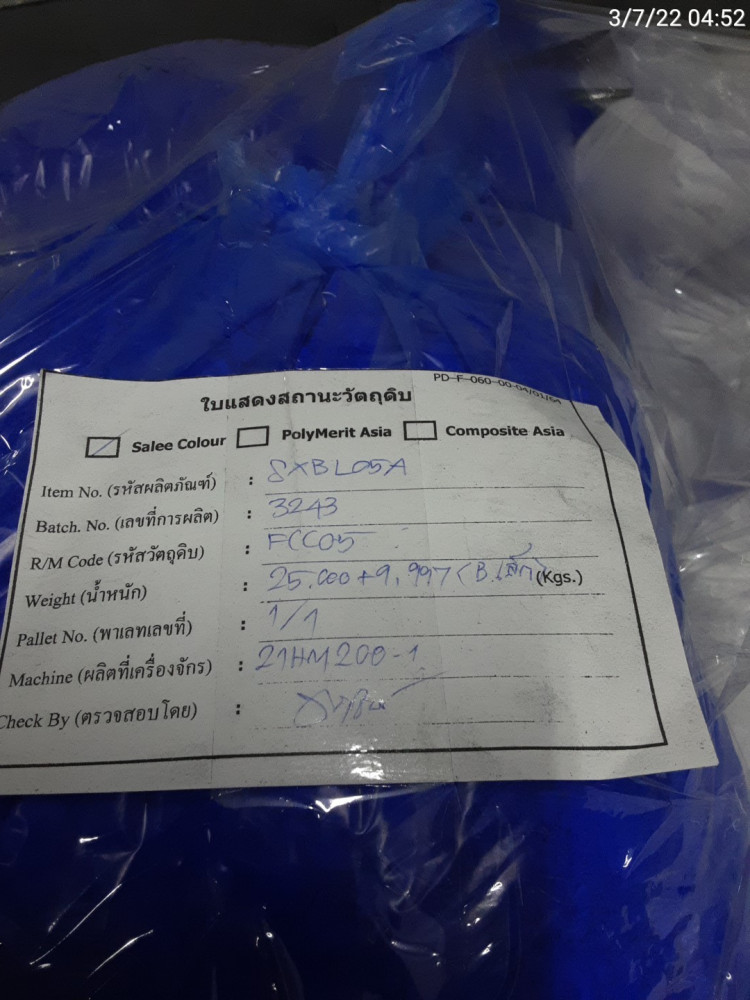 3/7/22 04:52
PD-F-060-00-04/01/64
ใบแสดงสถานะวัตถุดิบ
Salee Colour PolyMerit Asia Composite Asia
Item No. (รหัสผลิตภัณฑ์) : SXBL05A
Batch. No. (เลขที่การผลิต) : 3243
R/M Code (รหัสวัตถุดิบ) : FCC05
Weight (น้ำหนัก) : 25.000+9,997 (B.เล็ก) (Kgs.)
Pallet No. (พาเลทเลขที่) : 1/1
Machine (ผลิตที่เครื่องจักร) : 21HM200-1
Check By (ตรวจสอบโดย) :